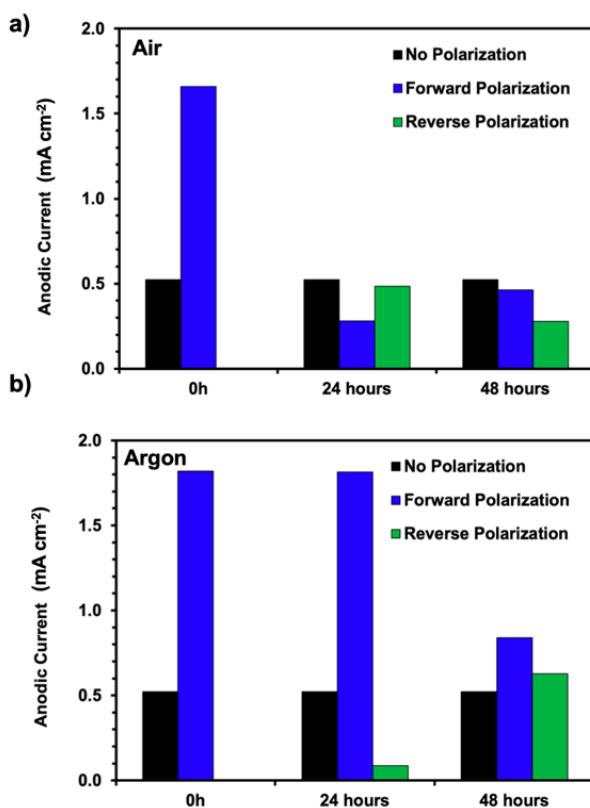 a)
Air
No Polarization
Forward Polarization
Reverse Polarization
Anodic Current (mA cm-2)
2.0
1.5
1.0
0.5
0.0
0h
24 hours
48 hours
b)
Argon
No Polarization
Forward Polarization
Reverse Polarization
Anodic Current (mA cm-2)
2.0
1.5
1.0
0.5
0.0
0h
24 hours
48 hours